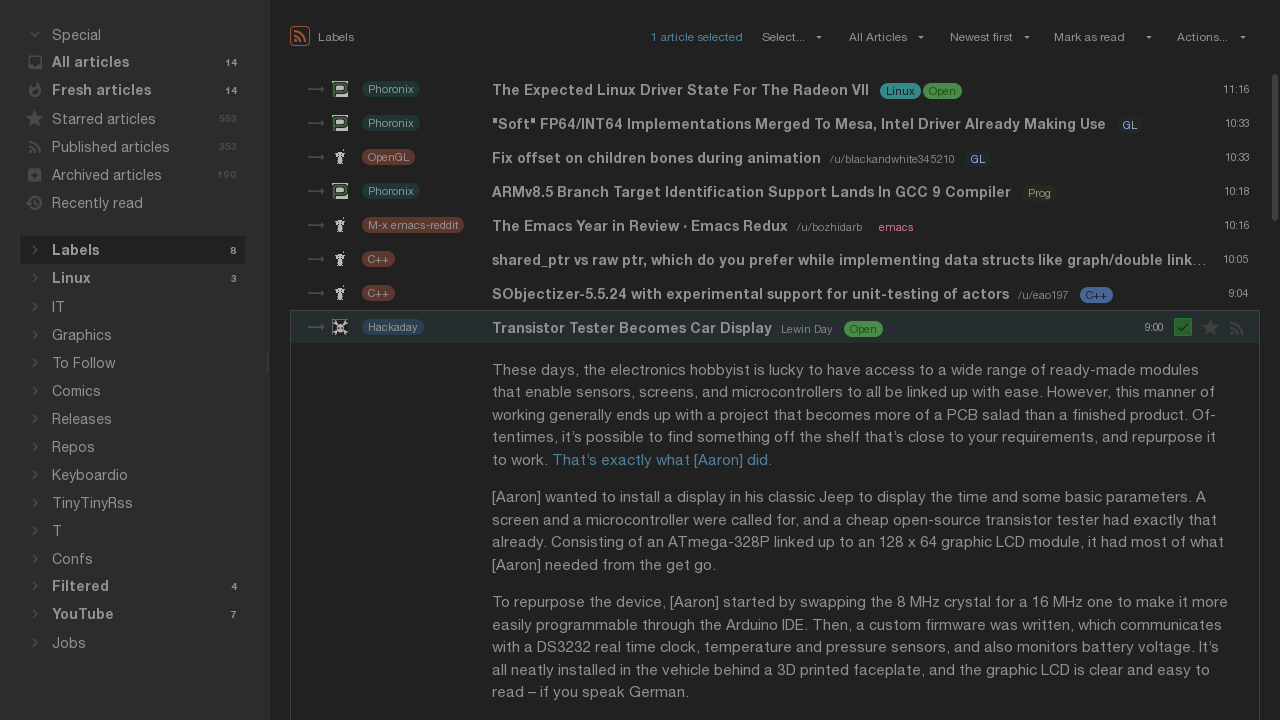 Special
All articles 14
Fresh articles 14
Starred articles 553
Published articles 353
Archived articles 190
Recently read
Labels 8
Linux 3
IT
Graphics
To Follow
Comics
Releases
Repos
Keyboardio
TinyTinyRss
T
Confs
Filtered 4
YouTube 7
Jobs
Labels 1 article selected Select... All Articles Newest first Mark as read Actions...
Phoronix The Expected Linux Driver State For The Radeon VII Linux Open 11:16
Phoronix "Soft" FP64/INT64 Implementations Merged To Mesa, Intel Driver Already Making Use GL 10:33
OpenGL Fix offset on children bones during animation /u/blackandwhite345210 GL 10:33
Phoronix ARMv8.5 Branch Target Identification Support Lands In GCC 9 Compiler Prog 10:18
M-x emacs-reddit The Emacs Year in Review · Emacs Redux /u/bozhidarb emacs 10:16
C++ shared_ptr vs raw ptr, which do you prefer while implementing data structs like graph/double link... 10:05
C++ SObjectizer-5.5.24 with experimental support for unit-testing of actors /u/eao197 C++ 9:04
Hackaday Transistor Tester Becomes Car Display Lewin Day Open 9:00
These days, the electronics hobbyist is lucky to have access to a wide range of ready-made modules
that enable sensors, screens, and microcontrollers to all be linked up with ease. However, this manner of
working generally ends up with a project that becomes more of a PCB salad than a finished product. Of-
tentimes, it’s possible to find something off the shelf that’s close to your requirements, and repurpose it
to work. That’s exactly what [Aaron] did.
[Aaron] wanted to install a display in his classic Jeep to display the time and some basic parameters. A
screen and a microcontroller were called for, and a cheap open-source transistor tester had exactly that
already. Consisting of an ATmega-328P linked up to an 128 x 64 graphic LCD module, it had most of what
[Aaron] needed from the get go.
To repurpose the device, [Aaron] started by swapping the 8 MHz crystal for a 16 MHz one to make it more
easily programmable through the Arduino IDE. Then, a custom firmware was written, which communicates
with a DS3232 real time clock, temperature and pressure sensors, and also monitors battery voltage. It’s
all neatly installed in the vehicle behind a 3D printed faceplate, and the graphic LCD is clear and easy to
read – if you speak German.